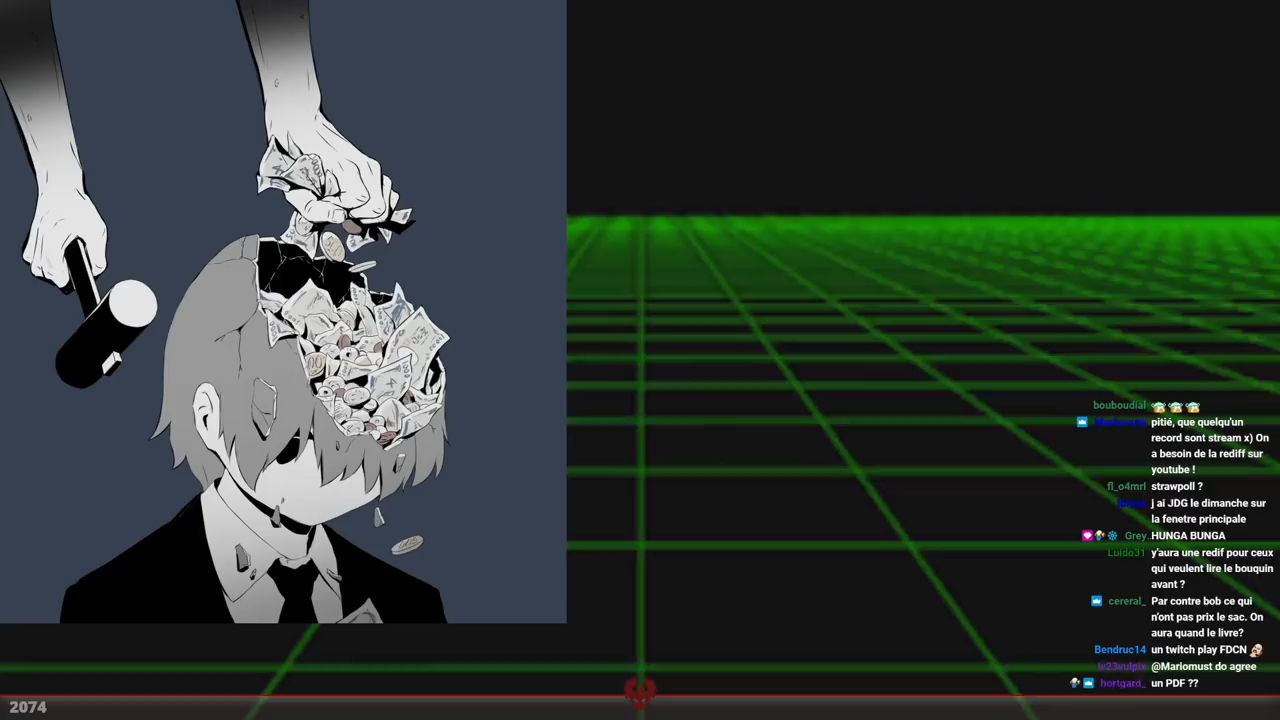 bouboudial
pitié, que quelqu'un
record sont stream x) On
a besoin de la rediff sur
youtube !
fl_o4mrl strawpoll ?
j ai JDG le dimanche sur
la fenetre principale
Grey HUNGA BUNGA
Luido31 y'aura une redif pour ceux
qui veulent lire le bouquin
avant ?
cereral_ Par contre bob ce qui
n'ont pas prix le sac. On
aura quand le livre?
Bendruc14 un twitch play FDCN
lv23vulpix @Mariomust do agree
hortgard_ un PDF ??
2074